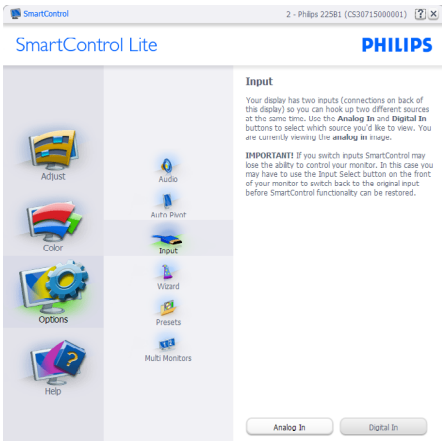 SmartControl
2 - Philips 225B1 (CS30715000001) ? ×
SmartControl Lite
PHILIPS
Adjust
Color
Options
Help
Audio
Auto Pivot
Input
Wizard
Presets
Multi Monitors
Input
Your display has two inputs (connections on back of
this display) so you can hook up two different sources
at the same time. Use the Analog In and Digital In
buttons to select which source you'd like to view. You
are currently viewing the analog in image.
IMPORTANT! If you switch inputs SmartControl may
lose the ability to control your monitor. In this case you
may have to use the Input Select button on the front
of your monitor to switch back to the original input
before SmartControl functionality can be restored.
Analog In
Digital In